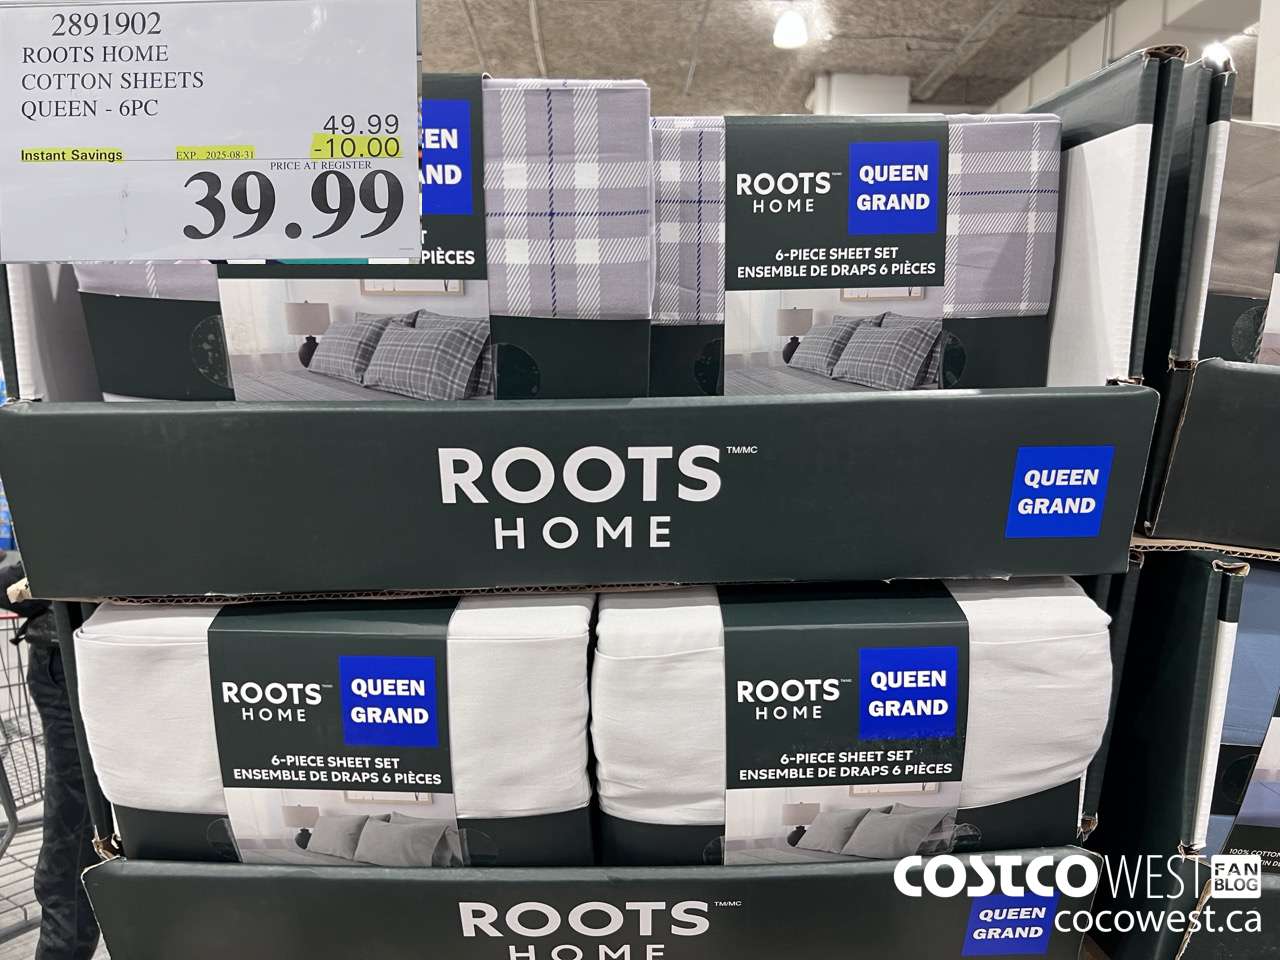 2891902
ROOTS HOME
COTTON SHEETS
QUEEN - 6PC
49.99
Instant Savings EXP. 2025-08-31 -10.00
PRICE AT REGISTER
39.99
EEN
AND
PIÈCES
ROOTS
HOME
QUEEN
GRAND
6-PIECE SHEET SET
ENSEMBLE DE DRAPS 6 PIÈCES
ROOTS TM/MC
HOME
QUEEN
GRAND
ROOTS
HOME
QUEEN
GRAND
6-PIECE SHEET SET
ENSEMBLE DE DRAPS 6 PIÈCES
ROOTS
HOME
QUEEN
GRAND
6-PIECE SHEET SET
ENSEMBLE DE DRAPS 6 PIÈCES
100% COTTON
ROOTS TM/MC
HOME
QUEEN
GRAND
COSTCO WEST FAN BLOG
cocowest.ca